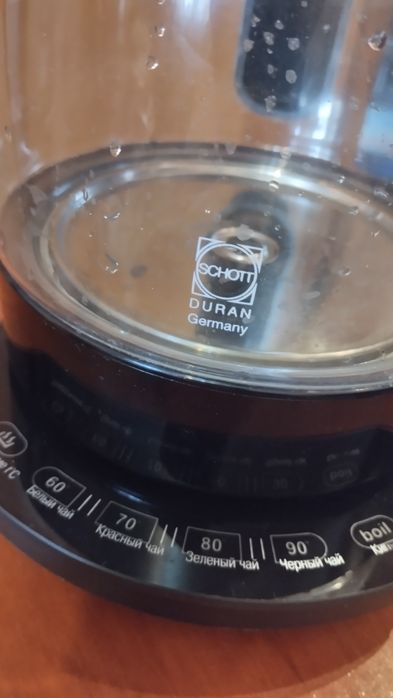 SCHOTT
DURAN
Germany
60
Белый чай
70
Красный чай
80
Зеленый чай
90
Черный чай
boil